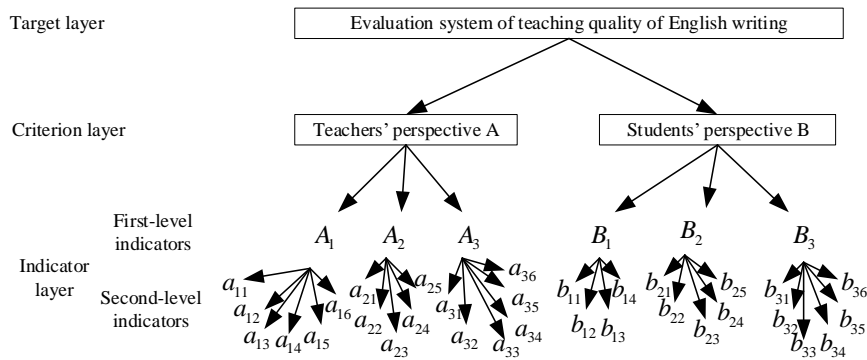 Target layer
Evaluation system of teaching quality of English writing
Criterion layer
Teachers' perspective A
Students' perspective B
First-level
indicators
A₁
A₂
A₃
B₁
B₂
B₃
Indicator
layer
Second-level
indicators
a₁₁
a₁₂
a₁₃
a₁₄
a₁₅
a₁₆
a₂₁
a₂₂
a₂₃
a₂₄
a₂₅
a₃₁
a₃₂
a₃₃
a₃₄
a₃₅
a₃₆
b₁₁
b₁₂
b₁₃
b₁₄
b₂₁
b₂₂
b₂₃
b₂₄
b₂₅
b₃₁
b₃₂
b₃₃
b₃₄
b₃₅
b₃₆